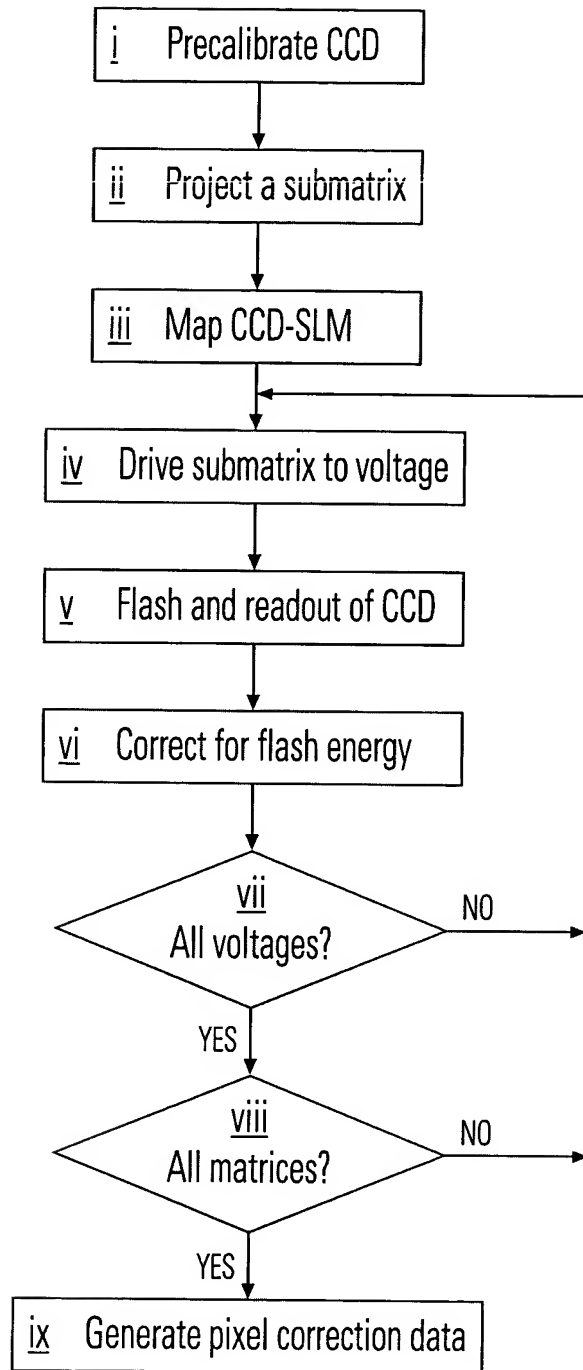 i Precalibrate CCD
ii Project a submatrix
iii Map CCD-SLM
iv Drive submatrix to voltage
v Flash and readout of CCD
vi Correct for flash energy
vii
All voltages?
NO
YES
viii
All matrices?
NO
YES
ix Generate pixel correction data